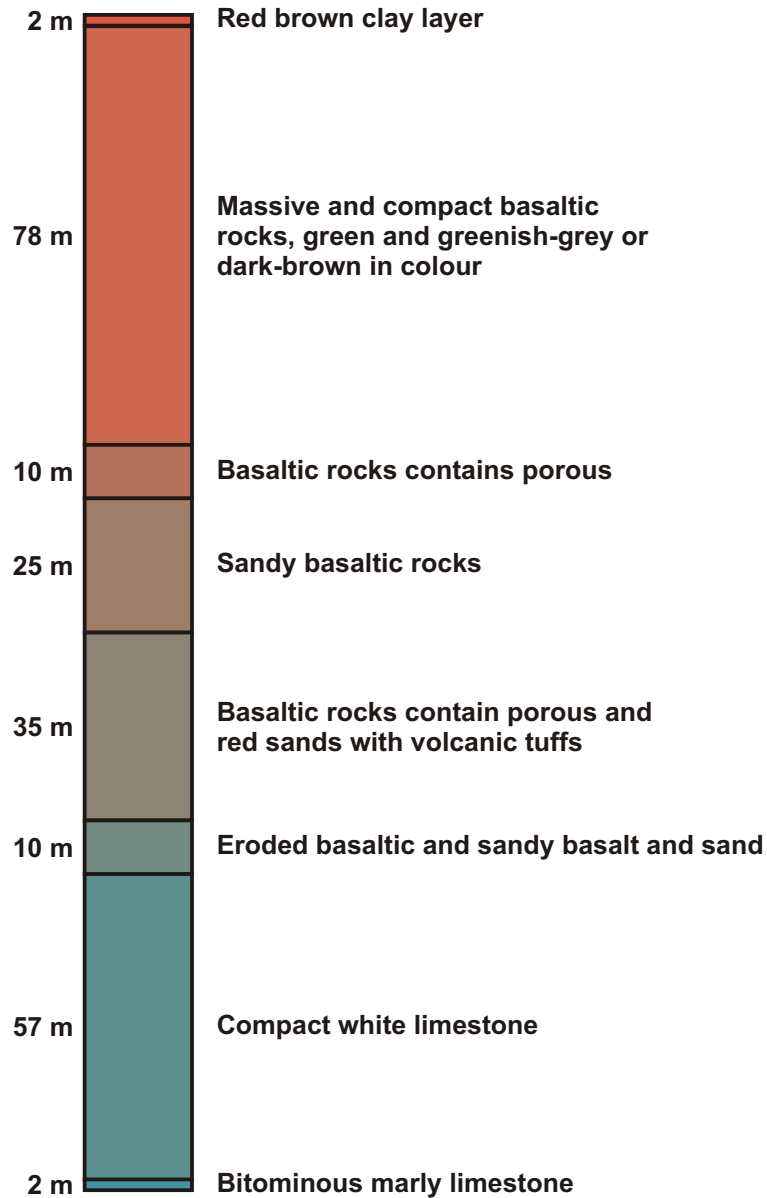 2 m
Red brown clay layer
78 m
Massive and compact basaltic
rocks, green and greenish-grey or
dark-brown in colour
10 m
Basaltic rocks contains porous
25 m
Sandy basaltic rocks
35 m
Basaltic rocks contain porous and
red sands with volcanic tuffs
10 m
Eroded basaltic and sandy basalt and sand
57 m
Compact white limestone
2 m
Bitominous marly limestone